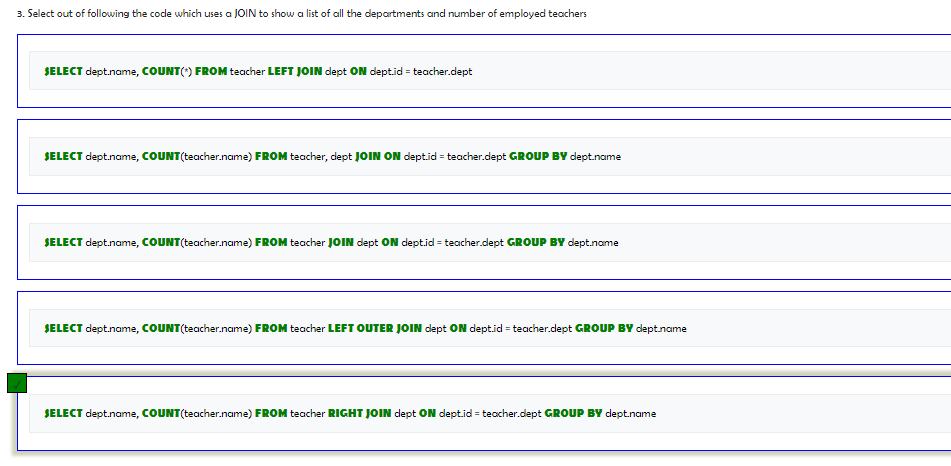 3. Select out of following the code which uses a JOIN to show a list of all the departments and number of employed teachers
SELECT dept.name, COUNT(*) FROM teacher LEFT JOIN dept ON dept.id = teacher.dept
SELECT dept.name, COUNT(teacher.name) FROM teacher, dept JOIN ON dept.id = teacher.dept GROUP BY dept.name
SELECT dept.name, COUNT(teacher.name) FROM teacher JOIN dept ON dept.id = teacher.dept GROUP BY dept.name
SELECT dept.name, COUNT(teacher.name) FROM teacher LEFT OUTER JOIN dept ON dept.id = teacher.dept GROUP BY dept.name
SELECT dept.name, COUNT(teacher.name) FROM teacher RIGHT JOIN dept ON dept.id = teacher.dept GROUP BY dept.name